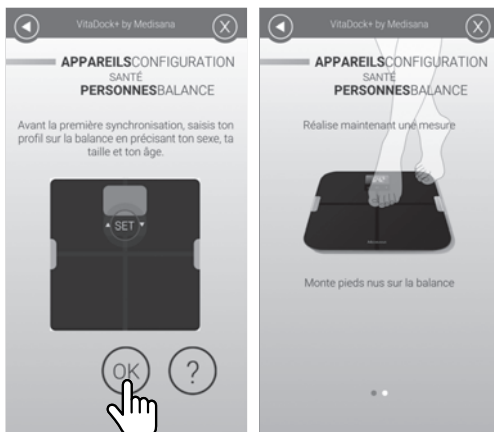 VitaDock+ by Medisana
X
APPAREILSCONFIGURATION
SANTÉ
PERSONNESBALANCE
Avant la première synchronisation, saisis ton
profil sur la balance en précisant ton sexe, ta
taille et ton âge.
SET
OK
?
VitaDock+ by Medisana
X
APPAREILSCONFIGURATION
SANTÉ
PERSONNESBALANCE
Réalise maintenant une mesure
Monte pieds nus sur la balance